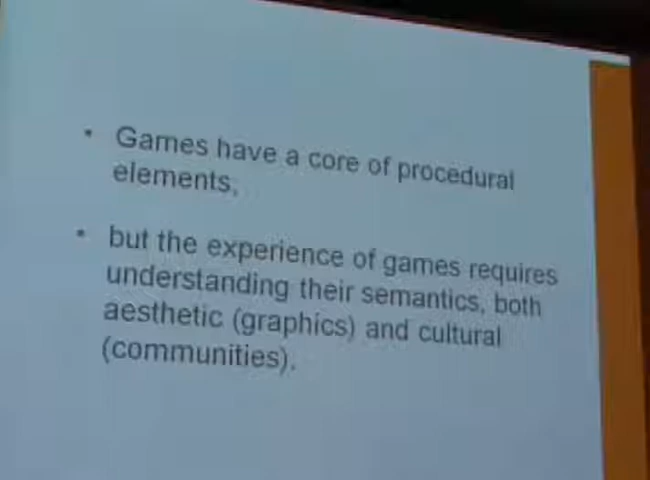 • Games have a core of procedural
elements,
• but the experience of games requires
understanding their semantics, both
aesthetic (graphics) and cultural
(communities).